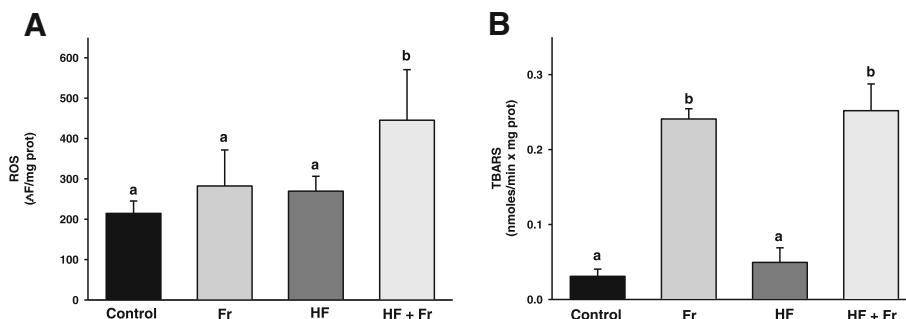 A
ROS
(^F/mg prot)
600
500
400
300
200
100
0
a
a
a
b
Control
Fr
HF
HF + Fr
B
TBARS
(nmoles/min x mg prot)
0.3
0.2
0.1
0.0
a
b
a
b
Control
Fr
HF
HF + Fr